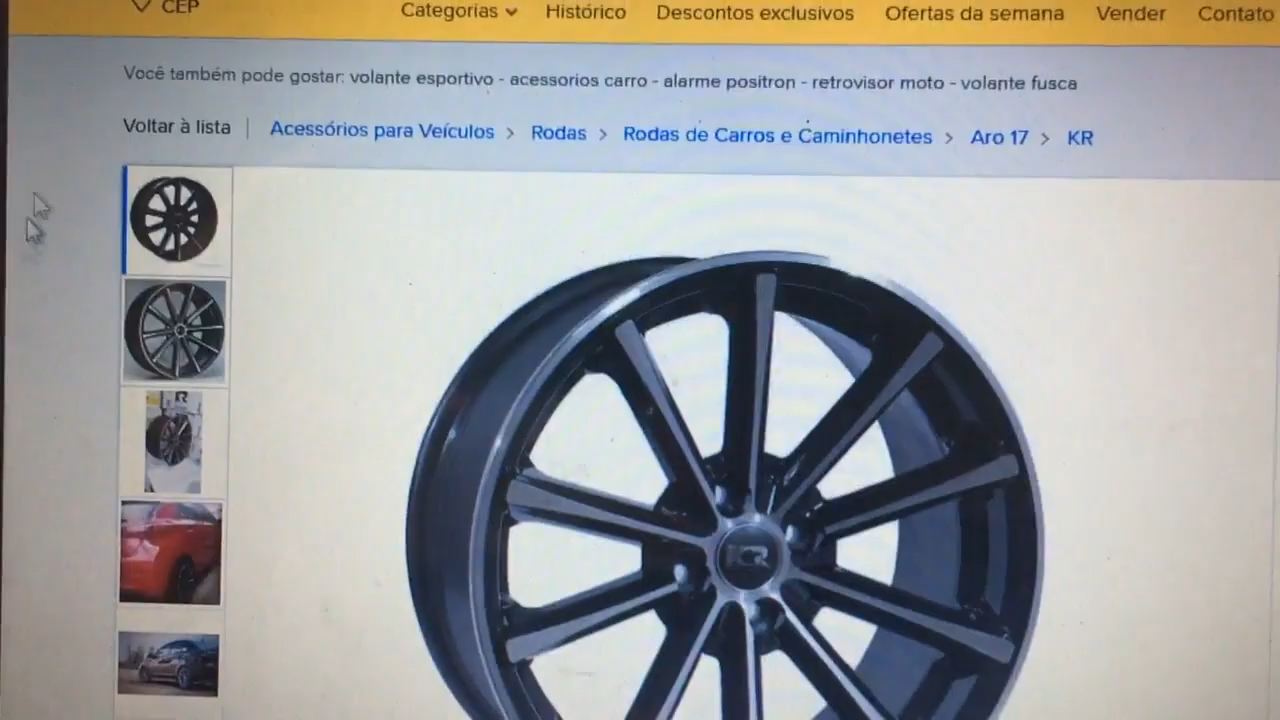 CEP
Categorias Histórico Descontos exclusivos Ofertas da semana Vender Contato
Você também pode gostar: volante esportivo - acessorios carro - alarme positron - retrovisor moto - volante fusca
Voltar à lista | Acessórios para Veículos > Rodas > Rodas de Carros e Caminhonetes > Aro 17 > KR
KR